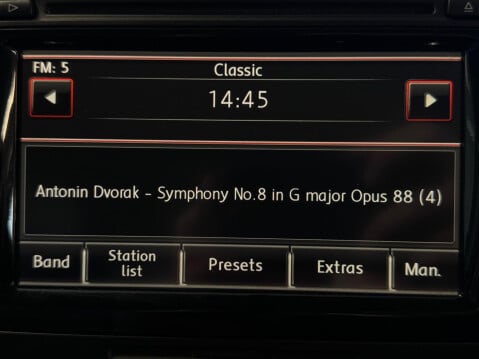 FM: 5
Classic
14:45
Antonin Dvorak – Symphony No.8 in G major Opus 88 (4)
Band
Station
list
Presets
Extras
Man.